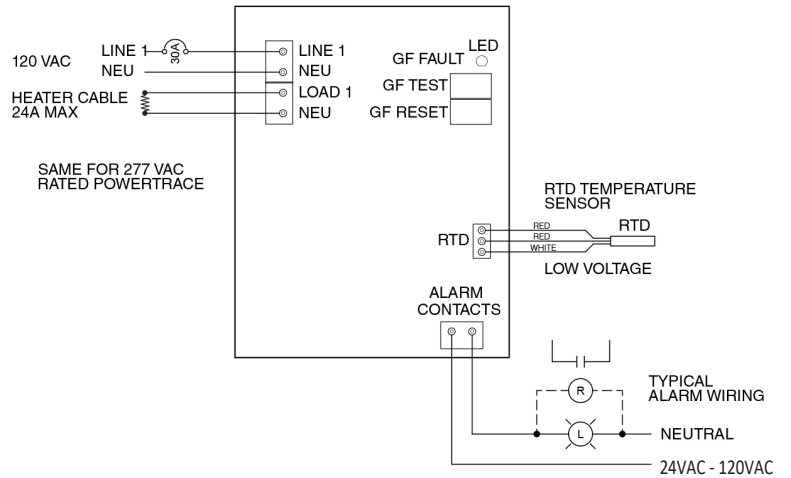 120 VAC
LINE 1
30A
LINE 1
NEU
NEU
HEATER CABLE
24A MAX
LOAD 1
NEU
LED
GF FAULT
GF TEST
GF RESET
SAME FOR 277 VAC
RATED POWERTRACE
RTD TEMPERATURE
SENSOR
RTD
RED
RED
WHITE
RTD
LOW VOLTAGE
ALARM
CONTACTS
R
TYPICAL
ALARM WIRING
L
NEUTRAL
24VAC - 120VAC